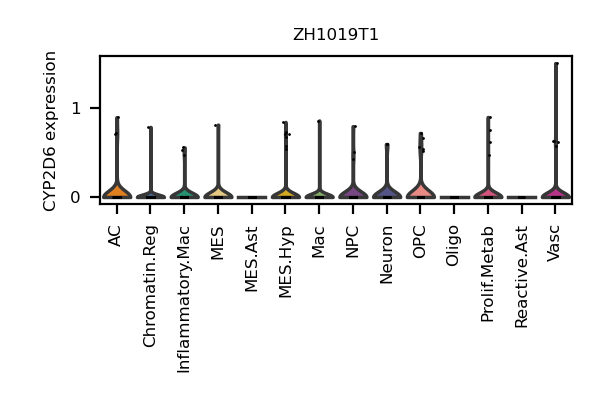 ZH1019T1
CYP2D6 expression
1
0
AC
Chromatin.Reg
Inflammatory.Mac
MES
MES.Ast
MES.Hyp
Mac
NPC
Neuron
OPC
Oligo
Prolif.Metab
Reactive.Ast
Vasc